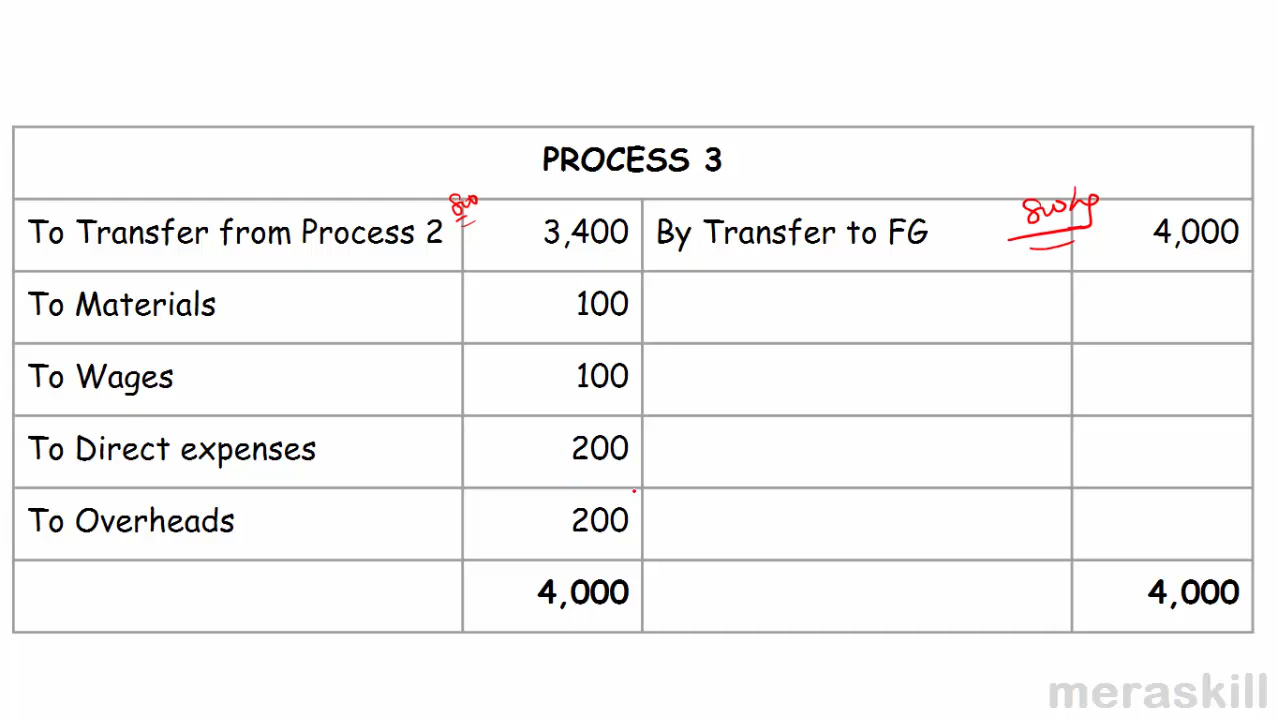 PROCESS 3
To Transfer from Process 2 3,400 By Transfer to FG 4,000
To Materials 100
To Wages 100
To Direct expenses 200
To Overheads 200
4,000 4,000
meraskill